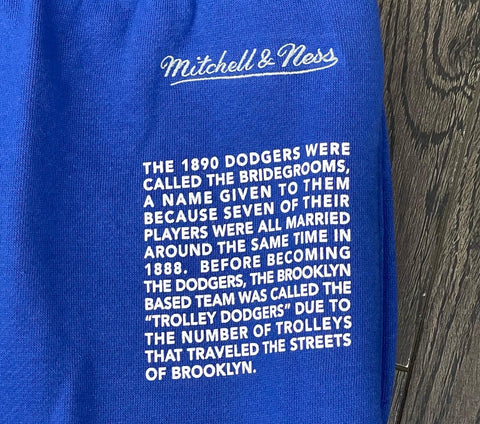 Mitchell & Ness
THE 1890 DODGERS WERE
CALLED THE BRIDEGROOMS,
A NAME GIVEN TO THEM
BECAUSE SEVEN OF THEIR
PLAYERS WERE ALL MARRIED
AROUND THE SAME TIME IN
1888. BEFORE BECOMING
THE DODGERS, THE BROOKLYN
BASED TEAM WAS CALLED THE
“TROLLEY DODGERS” DUE TO
THE NUMBER OF TROLLEYS
THAT TRAVELED THE STREETS
OF BROOKLYN.